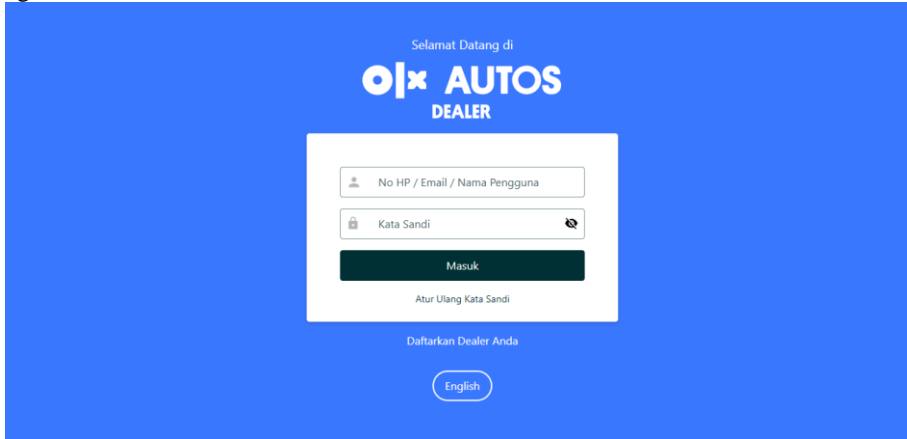 Selamat Datang di
olx AUTOS
DEALER
No HP / Email / Nama Pengguna
Kata Sandi
Masuk
Atur Ulang Kata Sandi
Daftarkan Dealer Anda
English